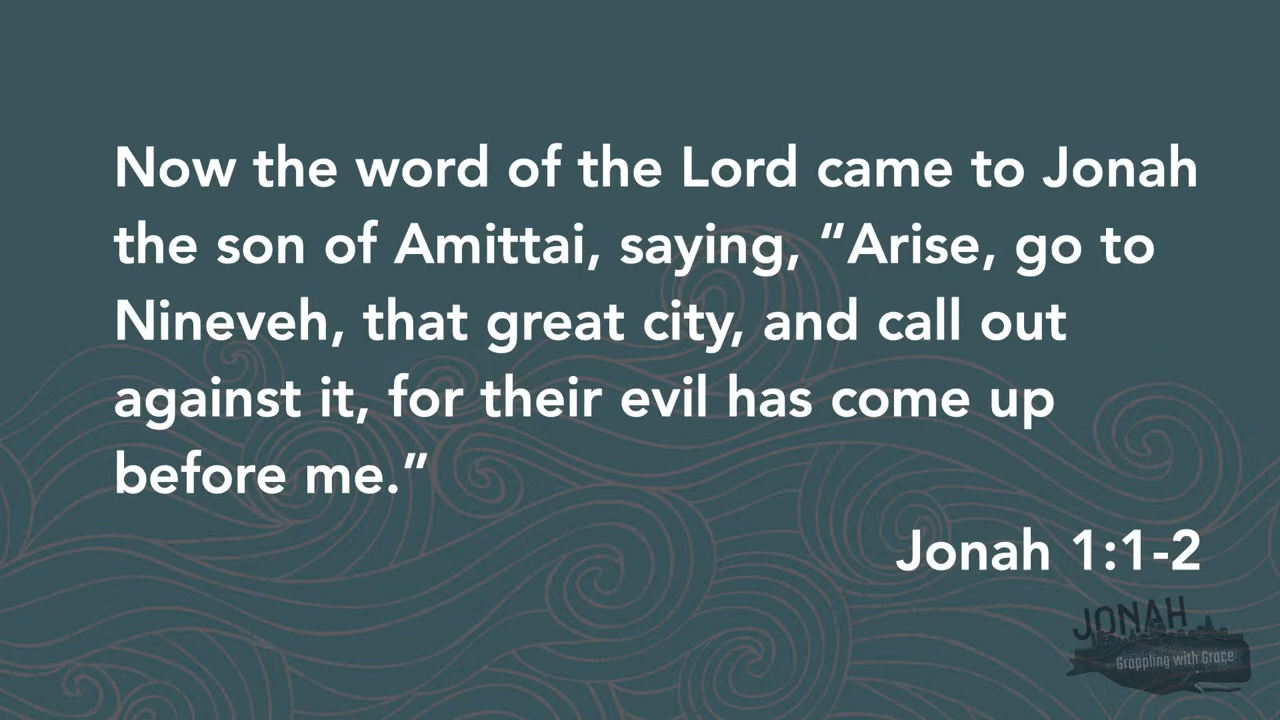 Now the word of the Lord came to Jonah
the son of Amittai, saying, “Arise, go to
Nineveh, that great city, and call out
against it, for their evil has come up
before me.”
Jonah 1:1-2
JONAH
Grappling with Grace